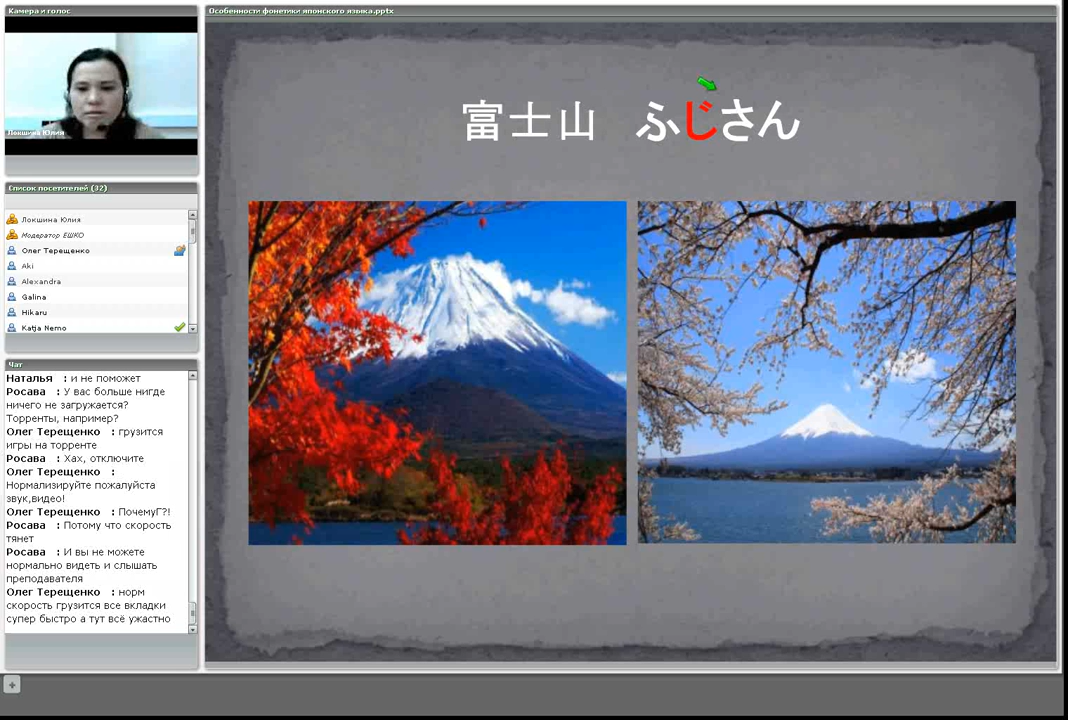 Камера и голос
Локшина Юлия
Список посетителей (32)
Локшина Юлия
Модератор ЕШКО
Олег Терещенко
Aki
Alexandra
Galina
Hikaru
Katja Nemo
Чат
Наталья : и не поможет
Росава : У вас больше нигде
ничего не загружается?
Торренты, например?
Олег Терещенко : грузится
игры на торренте
Росава : Хах, отключите
Олег Терещенко :
Нормализируйте пожалуйста
звук,видео!
Олег Терещенко : ПочемуГ?!
Росава : Потому что скорость
тянет
Росава : И вы не можете
нормально видеть и слышать
преподавателя
Олег Терещенко : норм
скорость грузится все вкладки
супер быстро а тут всё ужастно
Особенности фонетики японского языка.pptx
富士山 ふじさん